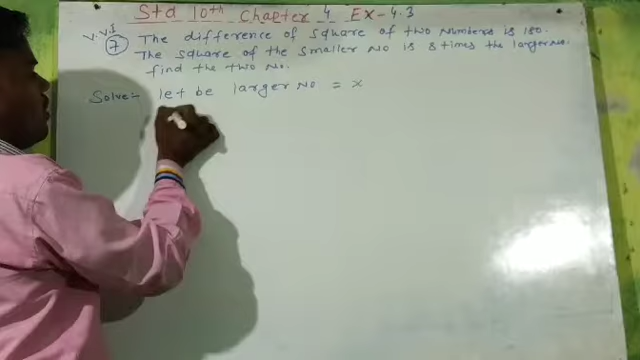 Std 10th Chapter 4 Ex-4.3
V.V.I
7 The difference of square of two numbers is 180.
The square of the smaller no is 8 times the larger no.
find the two no.
Solve:- let be larger no = x